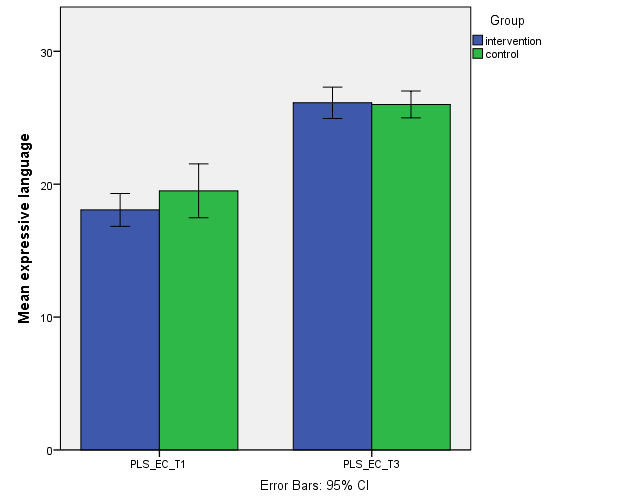 Group
intervention
control
Mean expressive language
30
20
10
0
PLS_EC_T1
PLS_EC_T3
Error Bars: 95% CI